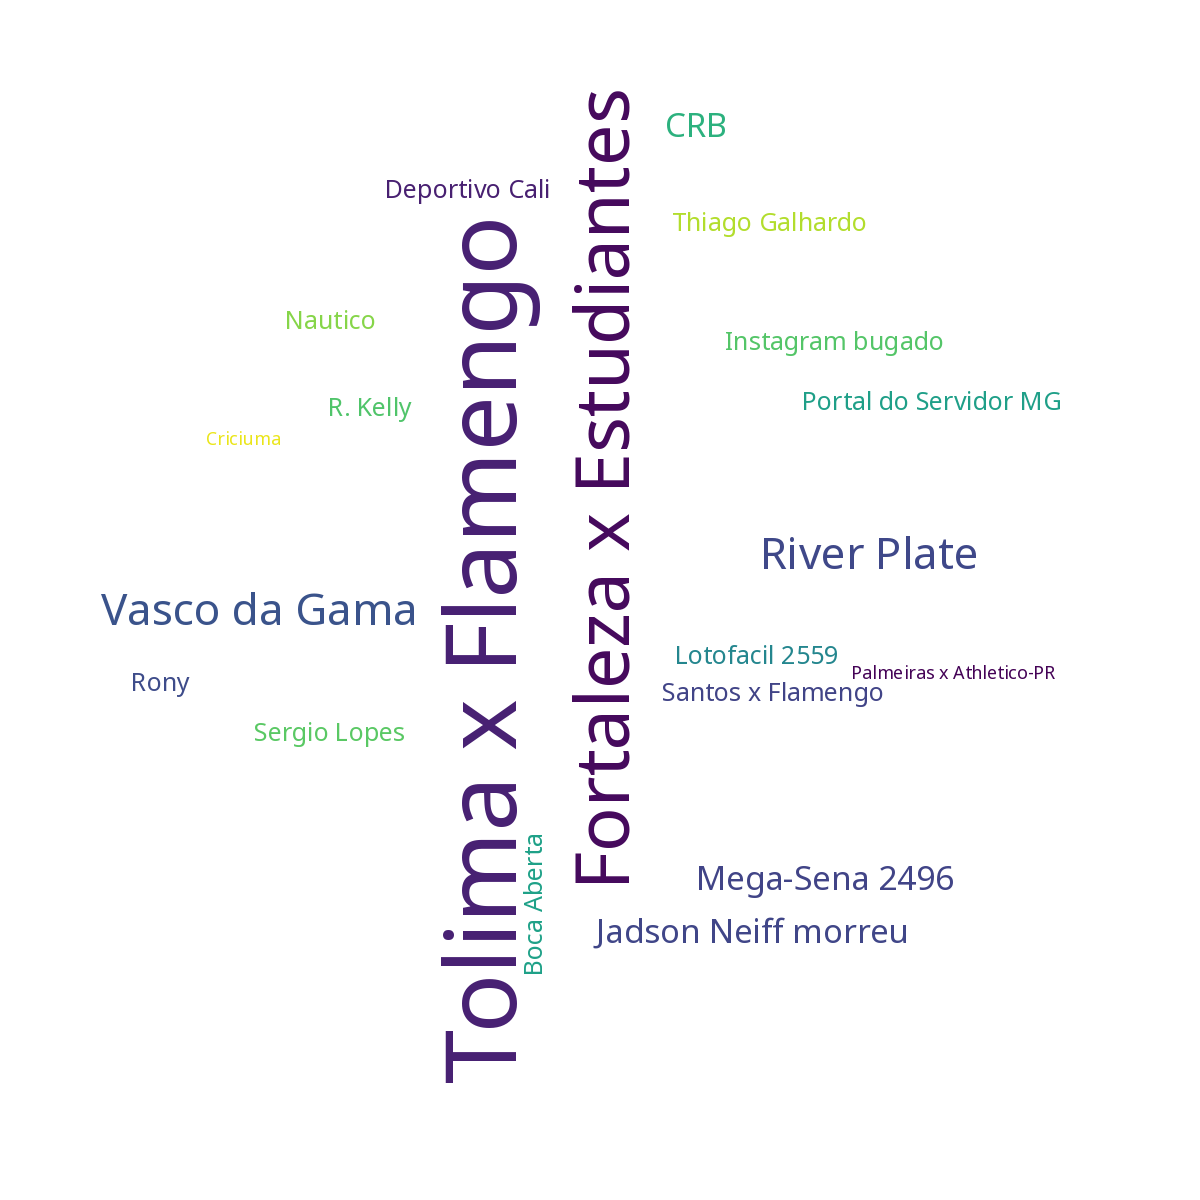 CRB
Deportivo Cali
Thiago Galhardo
Nautico
Instagram bugado
R. Kelly
Portal do Servidor MG
Criciuma
Tolima x Flamengo
Fortaleza x Estudiantes
River Plate
Vasco da Gama
Lotofacil 2559
Palmeiras x Athletico-PR
Rony
Santos x Flamengo
Sergio Lopes
Boca Aberta
Mega-Sena 2496
Jadson Neiff morreu